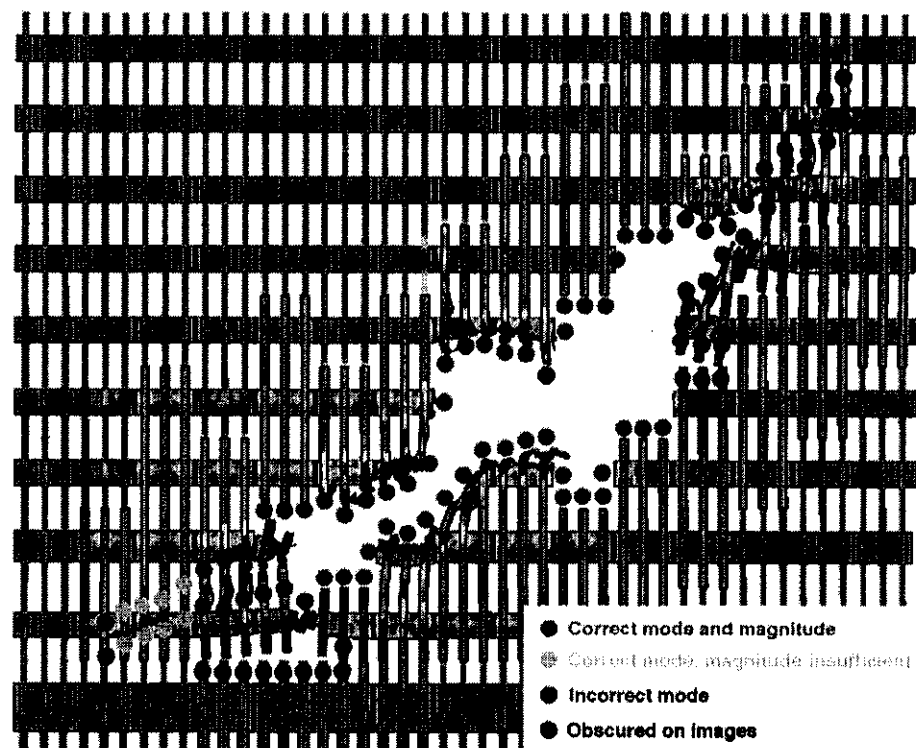 Correct mode and magnitude
Correct mode, magnitude insufficient
Incorrect mode
Obscured on images